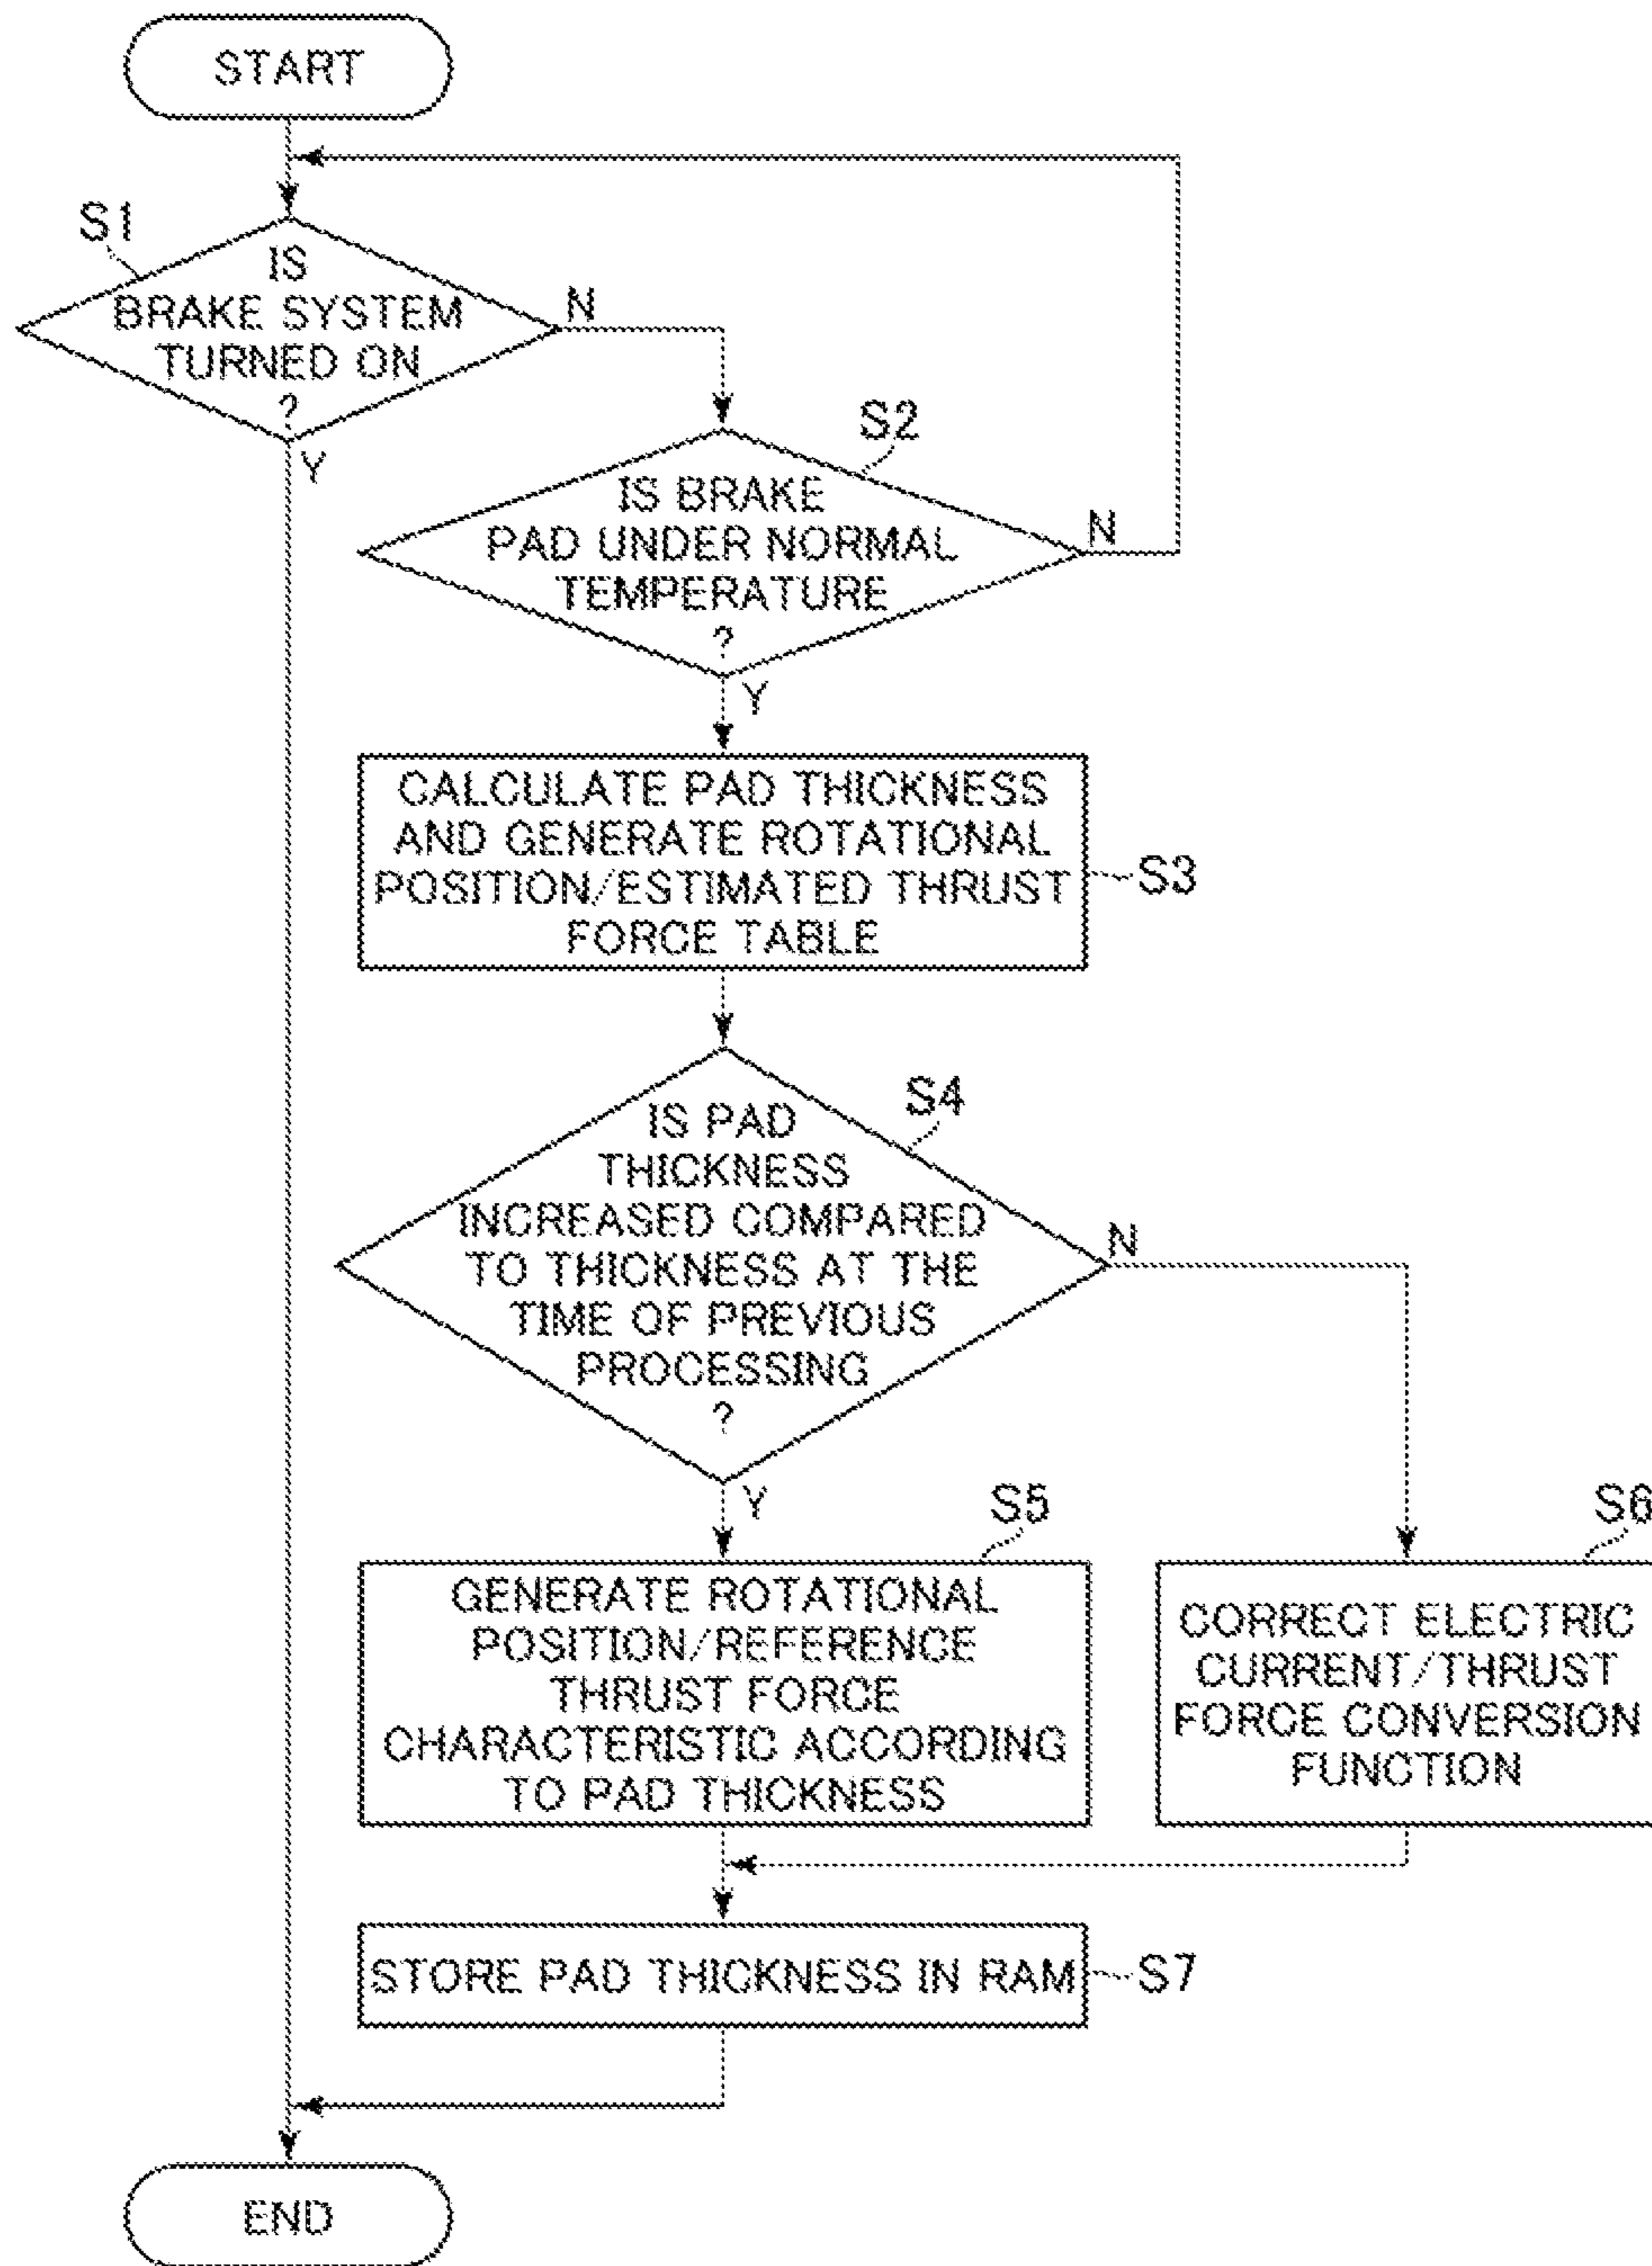 START
S1
IS
BRAKE SYSTEM
TURNED ON
?
N
Y
S2
IS BRAKE
PAD UNDER NORMAL
TEMPERATURE
?
N
Y
CALCULATE PAD THICKNESS
AND GENERATE ROTATIONAL
POSITION/ESTIMATED THRUST
FORCE TABLE
S3
S4
IS PAD
THICKNESS
INCREASED COMPARED
TO THICKNESS AT THE
TIME OF PREVIOUS
PROCESSING
?
N
Y
S5
GENERATE ROTATIONAL
POSITION/REFERENCE
THRUST FORCE
CHARACTERISTIC ACCORDING
TO PAD THICKNESS
S6
CORRECT ELECTRIC
CURRENT/THRUST
FORCE CONVERSION
FUNCTION
STORE PAD THICKNESS IN RAM
S7
END